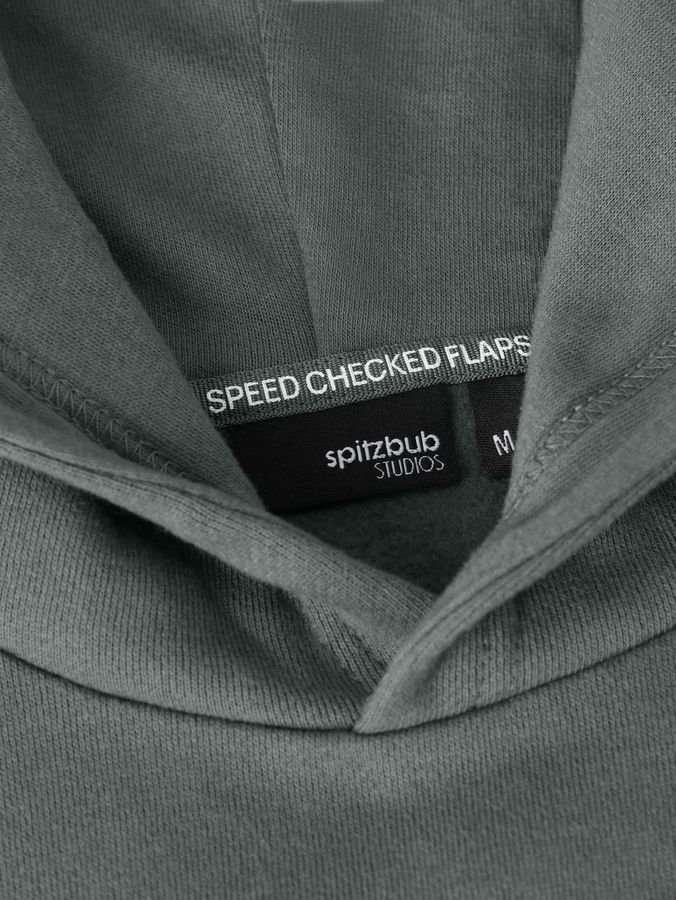 SPEED CHECKED FLAPS
spitzbub
STUDIOS
M